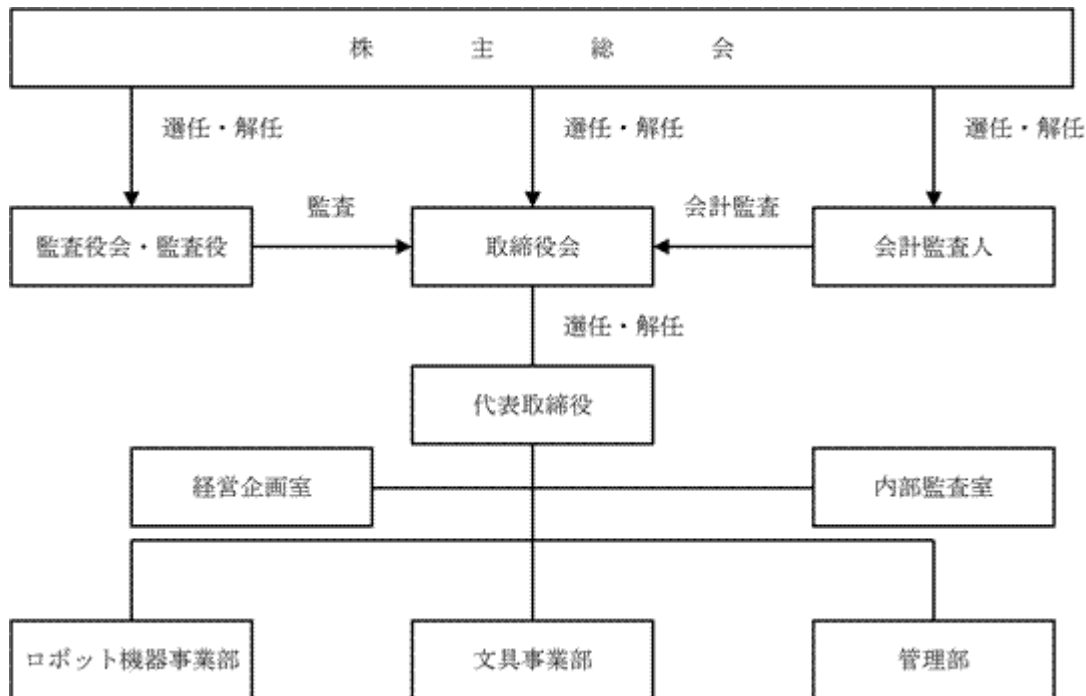 株主総会
選任・解任
選任・解任
選任・解任
監査
会計監査
監査役会・監査役
取締役会
会計監査人
選任・解任
代表取締役
経営企画室
内部監査室
ロボット機器事業部
文具事業部
管理部